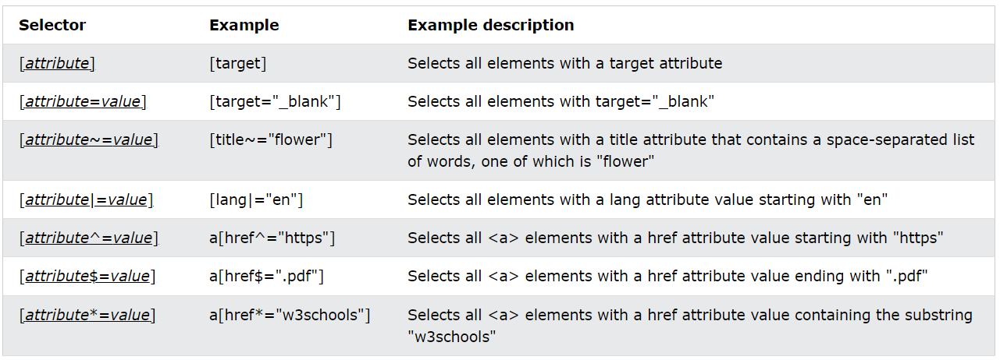 Selector Example Example description
[attribute] [target] Selects all elements with a target attribute
[attribute=value] [target="_blank"] Selects all elements with target="_blank"
[attribute~=value] [title~="flower"] Selects all elements with a title attribute that contains a space-separated list
of words, one of which is "flower"
[attribute|=value] [lang|="en"] Selects all elements with a lang attribute value starting with "en"
[attribute^=value] a[href^="https"] Selects all <a> elements with a href attribute value starting with "https"
[attribute$=value] a[href$=".pdf"] Selects all <a> elements with a href attribute value ending with ".pdf"
[attribute*=value] a[href*="w3schools"] Selects all <a> elements with a href attribute value containing the substring
"w3schools"